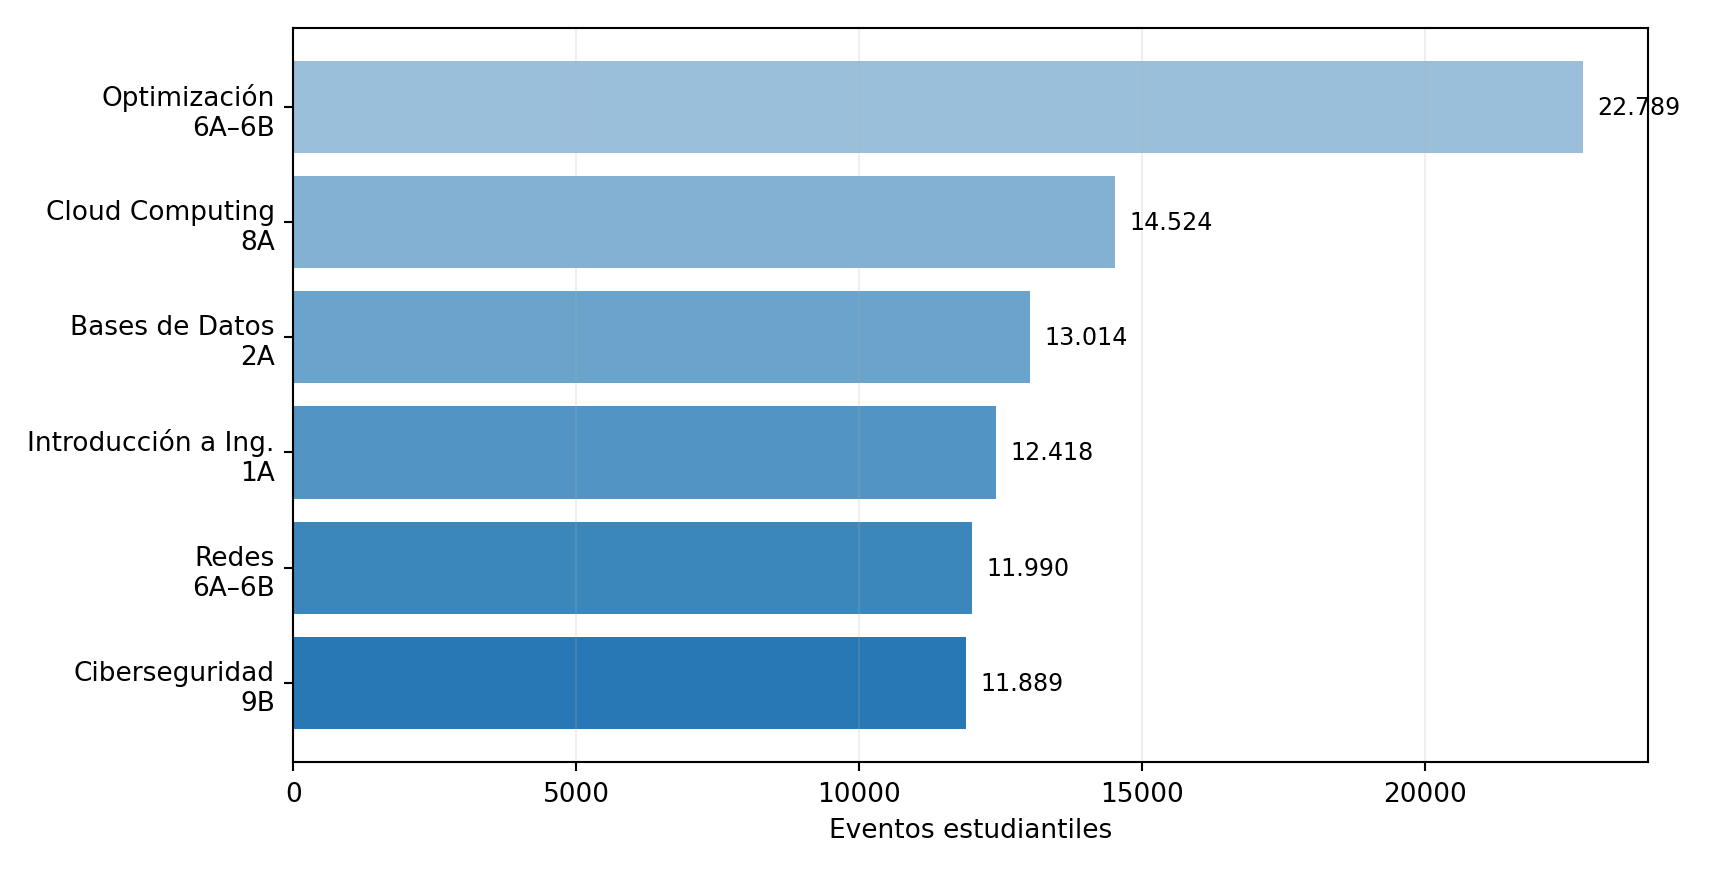 Optimización
6A–6B
22.789
Cloud Computing
8A
14.524
Bases de Datos
2A
13.014
Introducción a Ing.
1A
12.418
Redes
6A–6B
11.990
Ciberseguridad
9B
11.889
0 5000 10000 15000 20000
Eventos estudiantiles